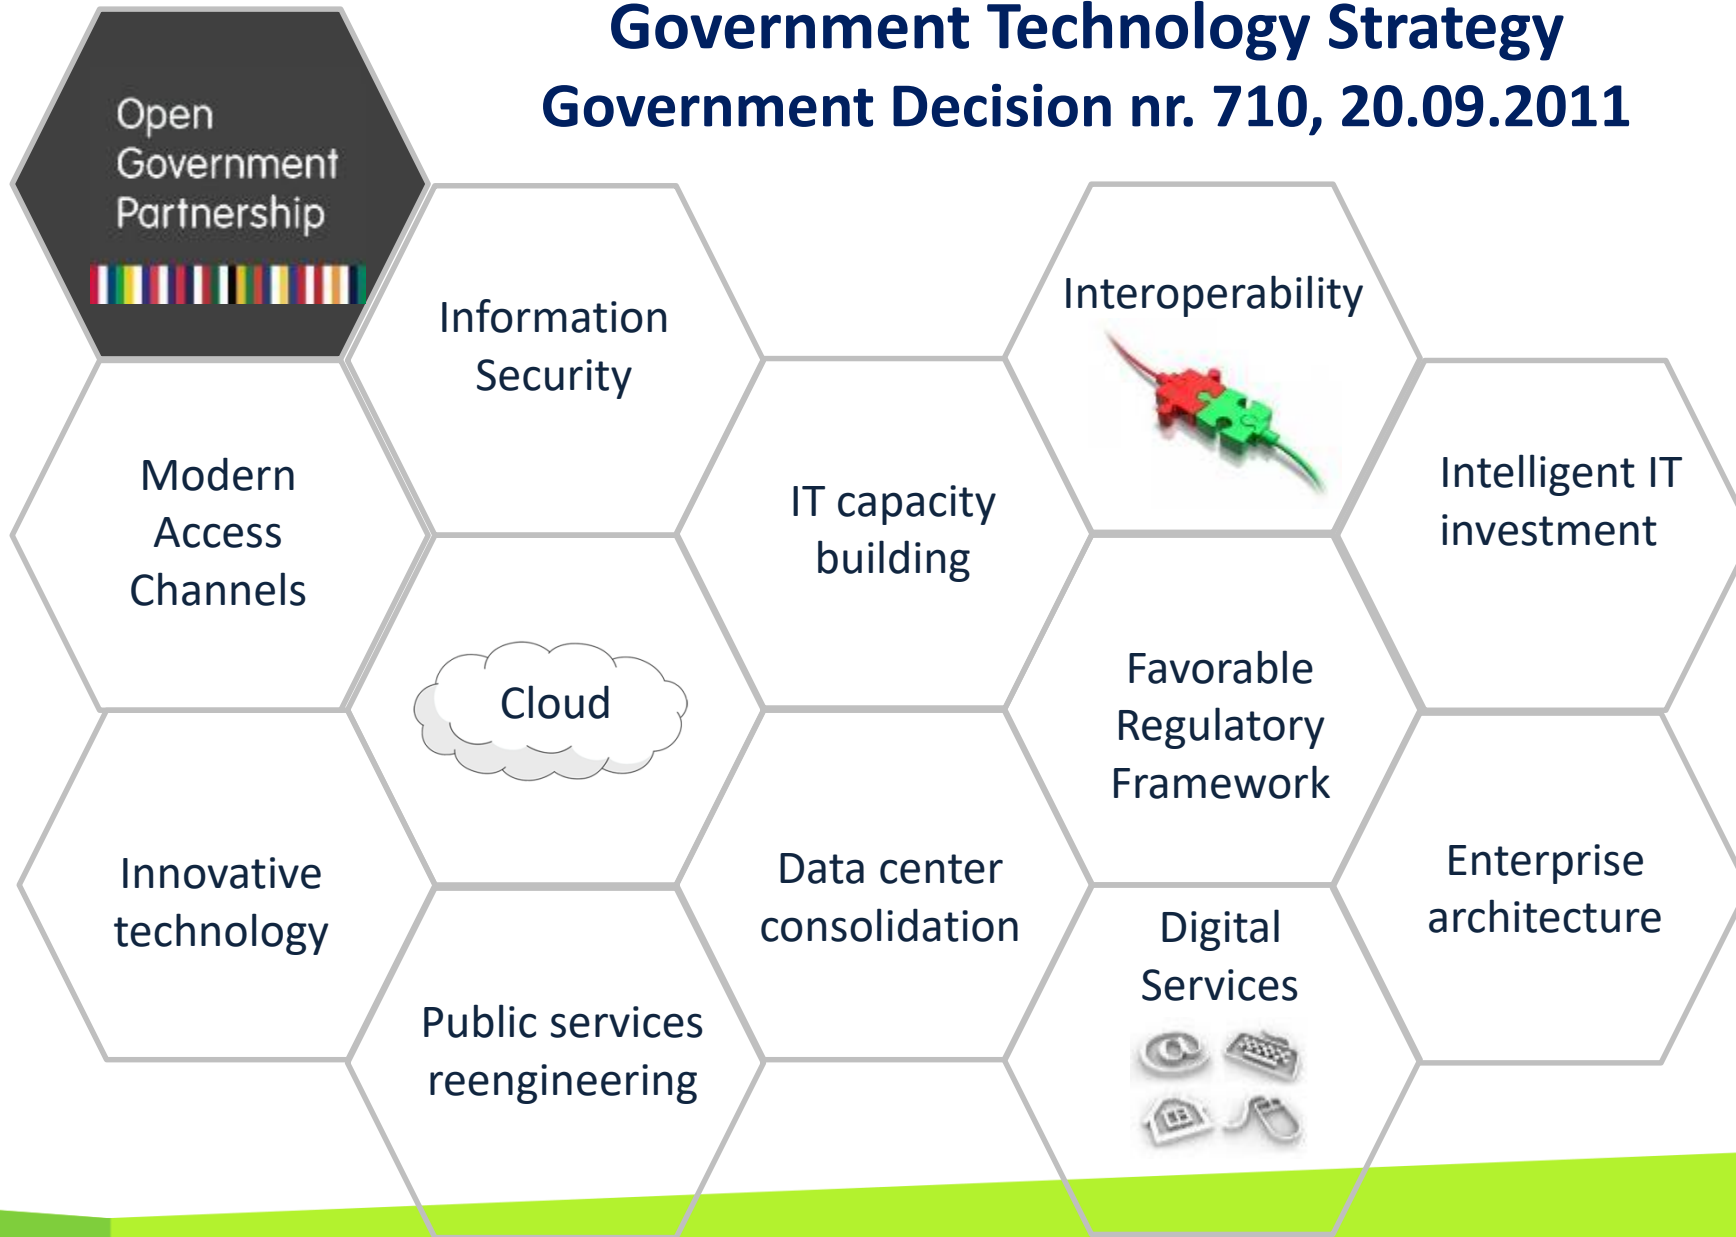 Government Technology Strategy
Government Decision nr. 710, 20.09.2011
Open
Government
Partnership
Information
Security
Interoperability
Modern
Access
Channels
IT capacity
building
Intelligent IT
investment
Cloud
Favorable
Regulatory
Framework
Innovative
technology
Data center
consolidation
Enterprise
architecture
Digital
Services
Public services
reengineering